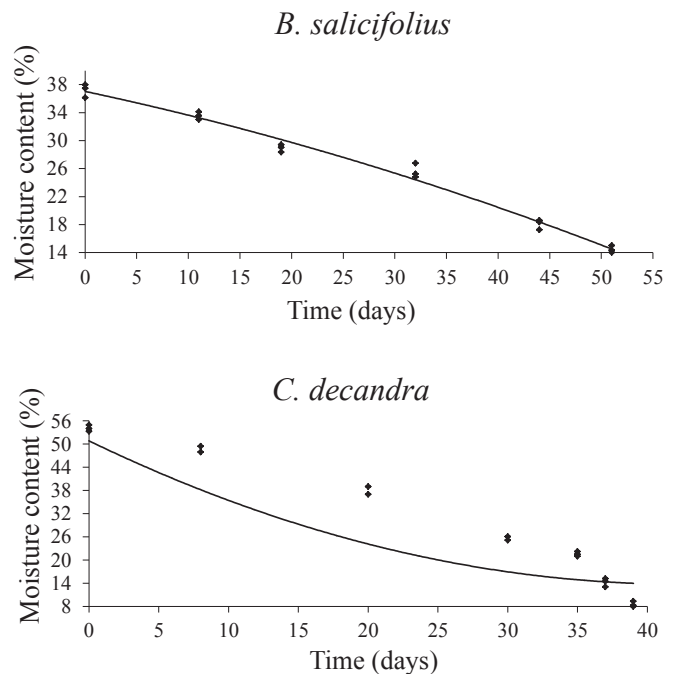 B. salicifolius
Moisture content (%)
38
34
30
26
22
18
14
0 5 10 15 20 25 30 35 40 45 50 55
Time (days)
C. decandra
Moisture content (%)
56
50
44
38
32
26
20
14
8
0 5 10 15 20 25 30 35 40
Time (days)